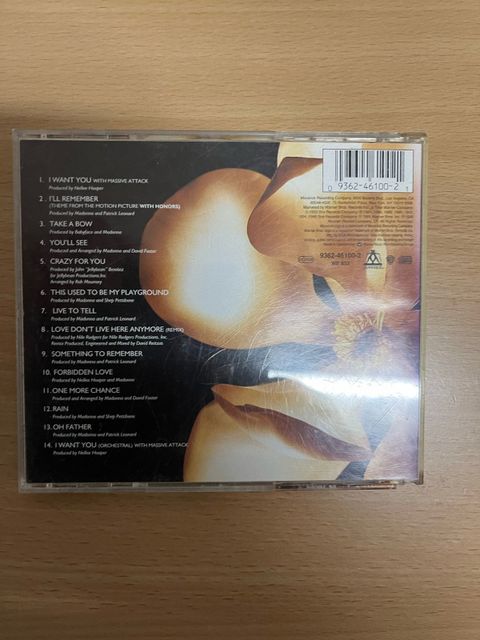 1. I WANT YOU WITH MASSIVE ATTACK
Produced by Nellee Hooper
2. I'LL REMEMBER
(THEME FROM THE MOTION PICTURE WITH HONORS)
Produced by Madonna and Patrick Leonard
3. TAKE A BOW
Produced by Babyface and Madonna
4. YOU'LL SEE
Produced and Arranged by Madonna and David Foster
5. CRAZY FOR YOU
Produced by John "Jellybean" Benitez
for Jellybean Productions.Inc.
Arranged by Rob Mounsey
6. THIS USED TO BE MY PLAYGROUND
Produced by Madonna and Shep Pettibone
7. LIVE TO TELL
Produced by Madonna and Patrick Leonard
8. LOVE DON'T LIVE HERE ANYMORE (REMIX)
Produced by Nile Rodgers for Nile Rodgers Productions, Inc.
Remix Produced, Engineered and Mixed by David Reitzas
9. SOMETHING TO REMEMBER
Produced by Madonna and Patrick Leonard
10. FORBIDDEN LOVE
Produced by Nellee Hooper and Madonna
11. ONE MORE CHANCE
Produced and Arranged by Madonna and David Foster
12. RAIN
Produced by Madonna and Shep Pettibone
13. OH FATHER
Produced by Madonna and Patrick Leonard
14. I WANT YOU (ORCHESTRAL) WITH MASSIVE ATTACK
Produced by Nellee Hooper
0 9362-46100-2 1
9362-46100-2